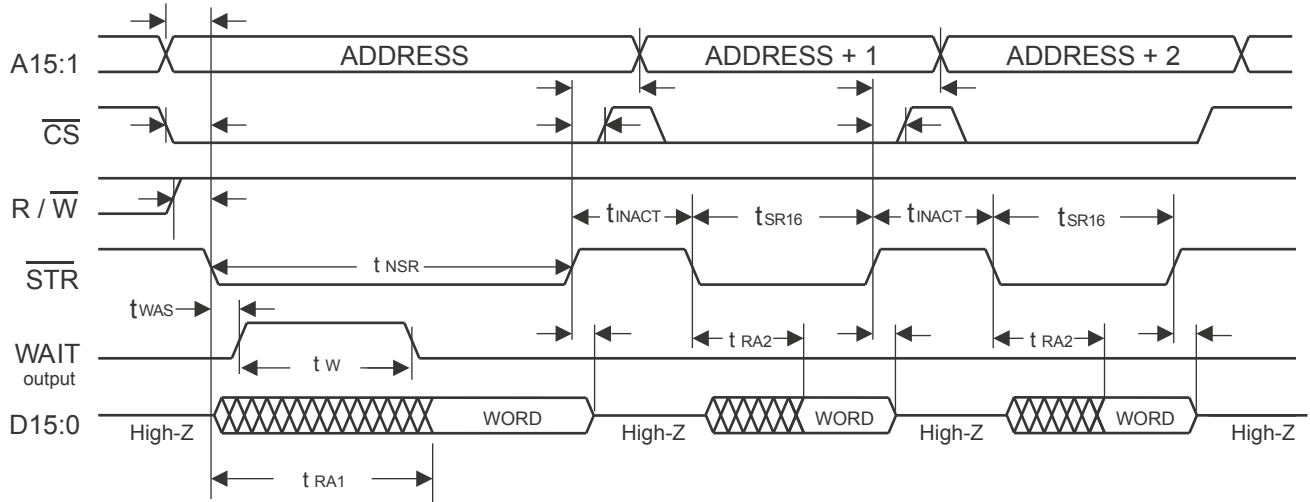 A15:1 ADDRESS ADDRESS + 1 ADDRESS + 2
CS
R / W
tINACT tSR16 tINACT tSR16
STR t NSR
tWAS
WAIT
output
t W t RA2 t RA2
D15:0 WORD WORD WORD
High-Z High-Z High-Z High-Z
t RA1